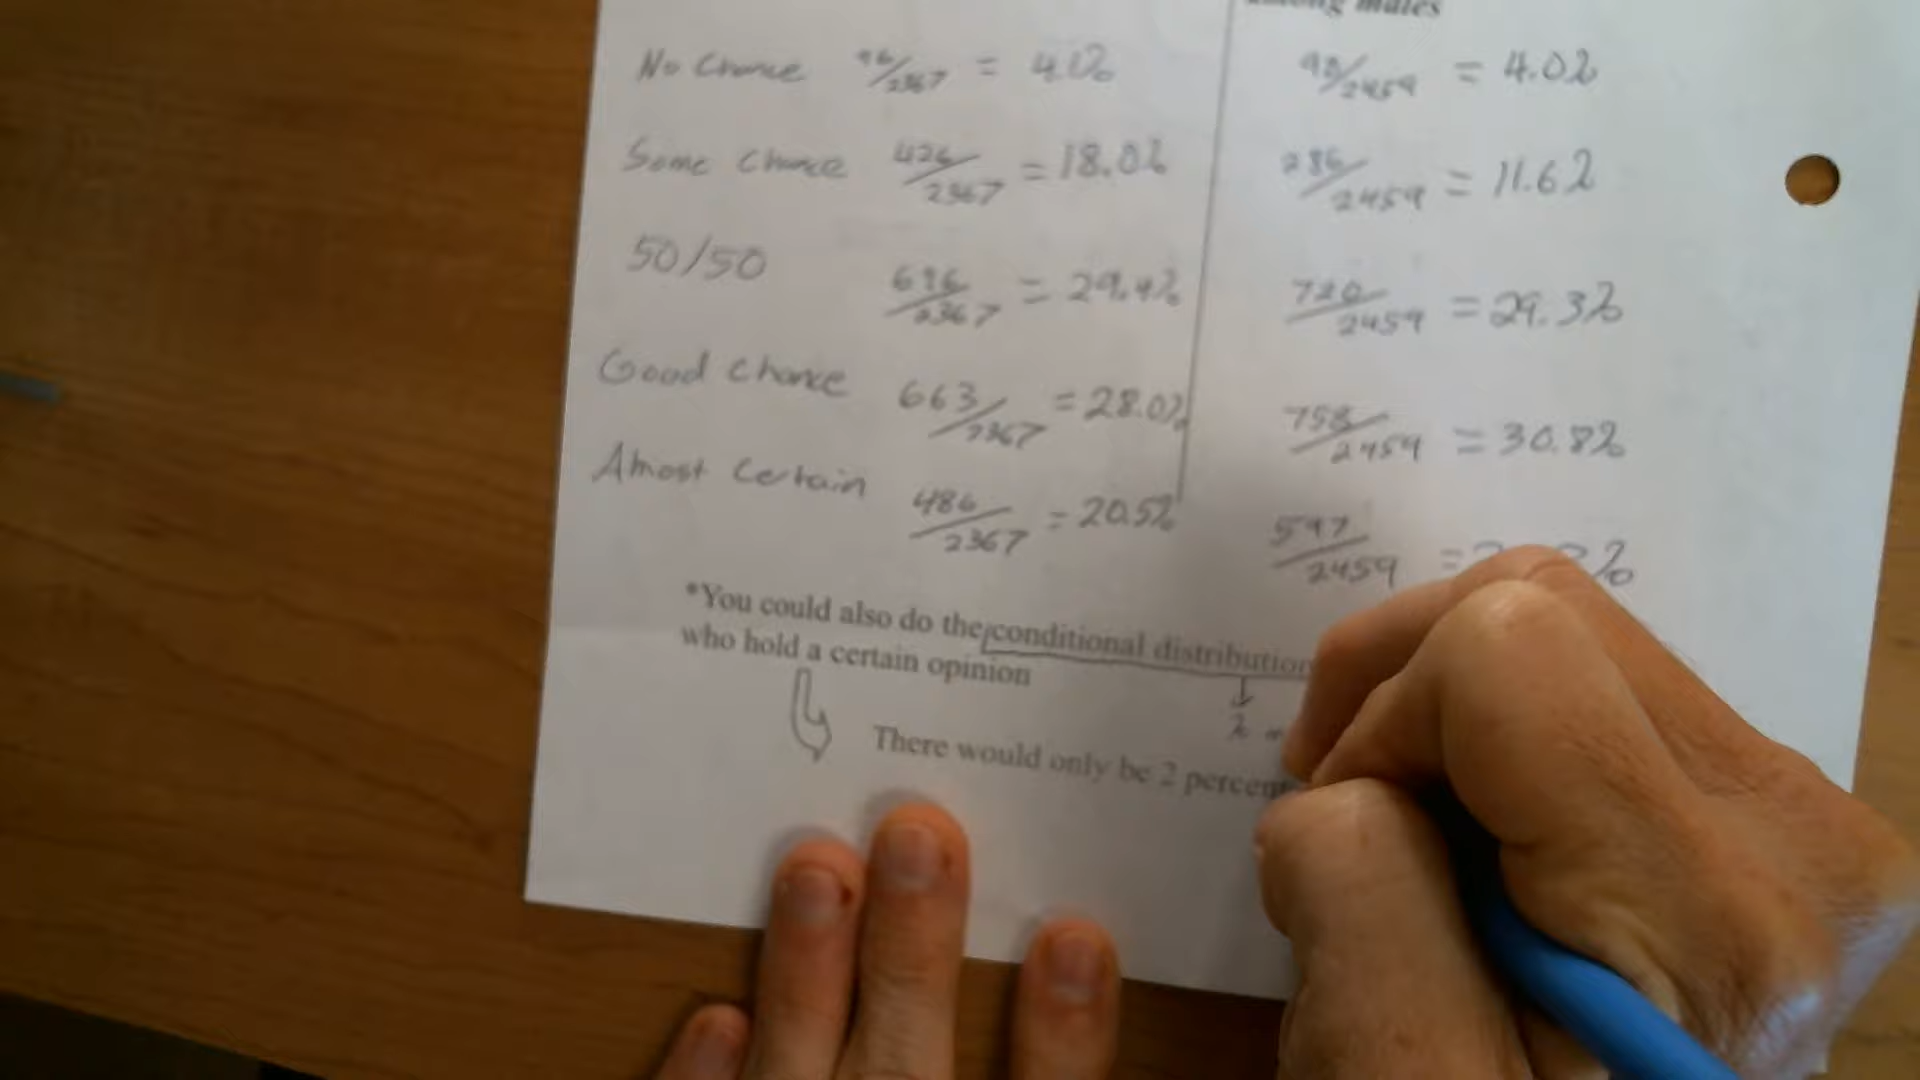 among males
No Chance 96/2367 = 4.1% 98/2459 = 4.0%
Some Chance 426/2367 = 18.0% 286/2459 = 11.6%
50/50 696/2367 = 29.4% 720/2459 = 29.3%
Good Chance 663/2367 = 28.0% 758/2459 = 30.8%
Almost Certain 486/2367 = 20.5% 597/2459 = %
*You could also do the conditional distribution
who hold a certain opinion
There would only be 2